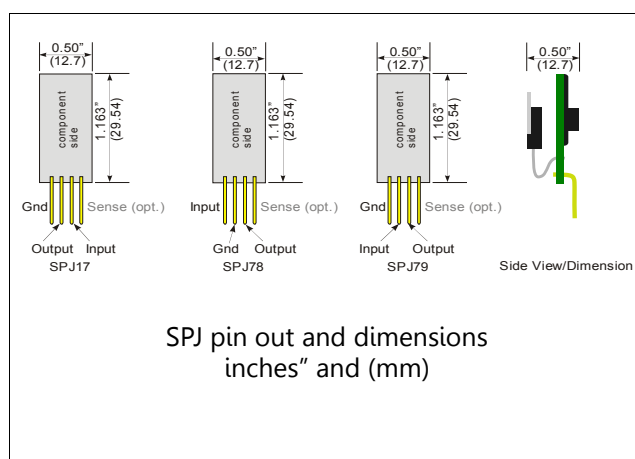 0.50"
(12.7)
component
side
1.163"
(29.54)
Gnd
Sense (opt.)
Output
Input
SPJ17
0.50"
(12.7)
component
side
1.163"
(29.54)
Input
Sense (opt.)
Gnd
Output
SPJ78
0.50"
(12.7)
component
side
1.163"
(29.54)
Gnd
Sense (opt.)
Input
Output
SPJ79
0.50"
(12.7)
Side View/Dimension
SPJ pin out and dimensions
inches” and (mm)